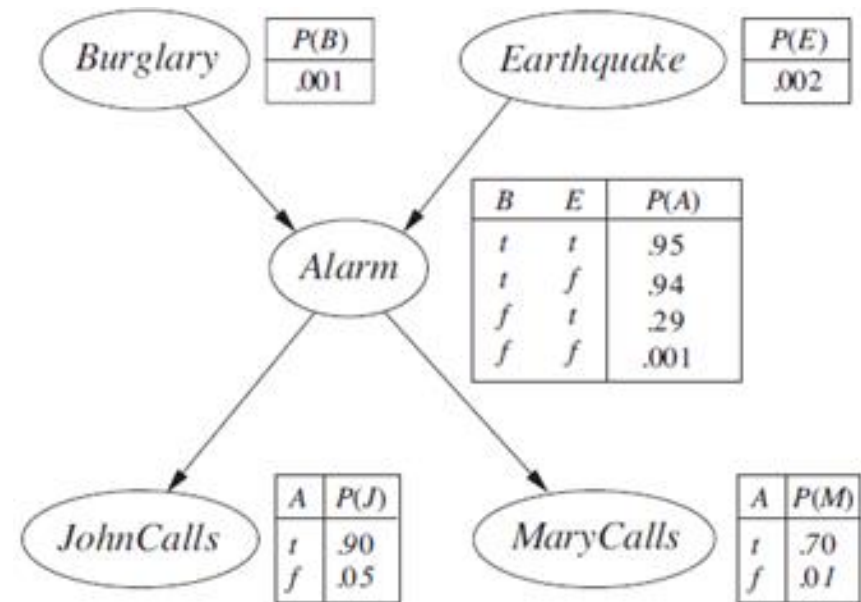 Burglary
P(B)
.001
Earthquake
P(E)
.002
Alarm
B E P(A)
t t .95
t f .94
f t .29
f f .001
JohnCalls
A P(J)
t .90
f .05
MaryCalls
A P(M)
t .70
f .01